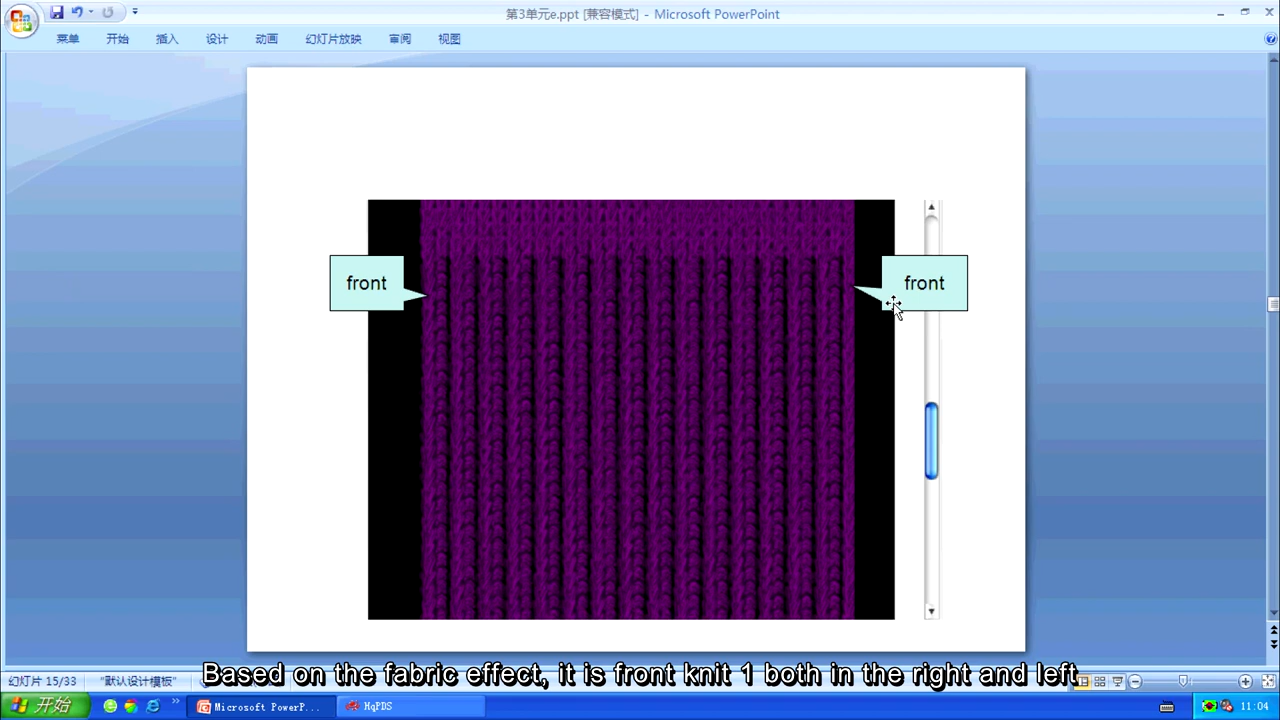 第3单元e.ppt [兼容模式] - Microsoft PowerPoint
菜单 开始 插入 设计 动画 幻灯片放映 审阅 视图
front
front
Based on the fabric effect, it is front knit 1 both in the right and left
幻灯片 15/33 "默认设计模板"
开始 Microsoft PowerP... HqPDS 11:04